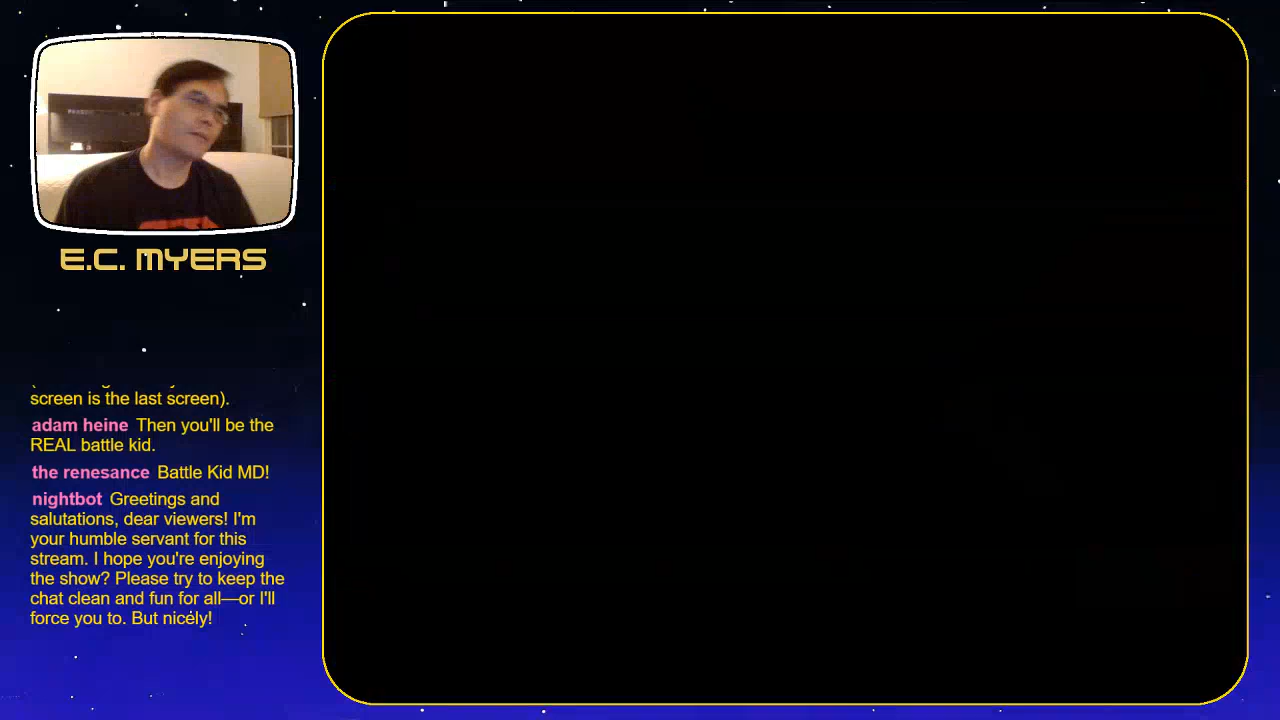 E.C. MYERS
screen is the last screen).
adam heine Then you'll be the
REAL battle kid.
the renesance Battle Kid MD!
nightbot Greetings and
salutations, dear viewers! I'm
your humble servant for this
stream. I hope you're enjoying
the show? Please try to keep the
chat clean and fun for all—or I'll
force you to. But nicely!